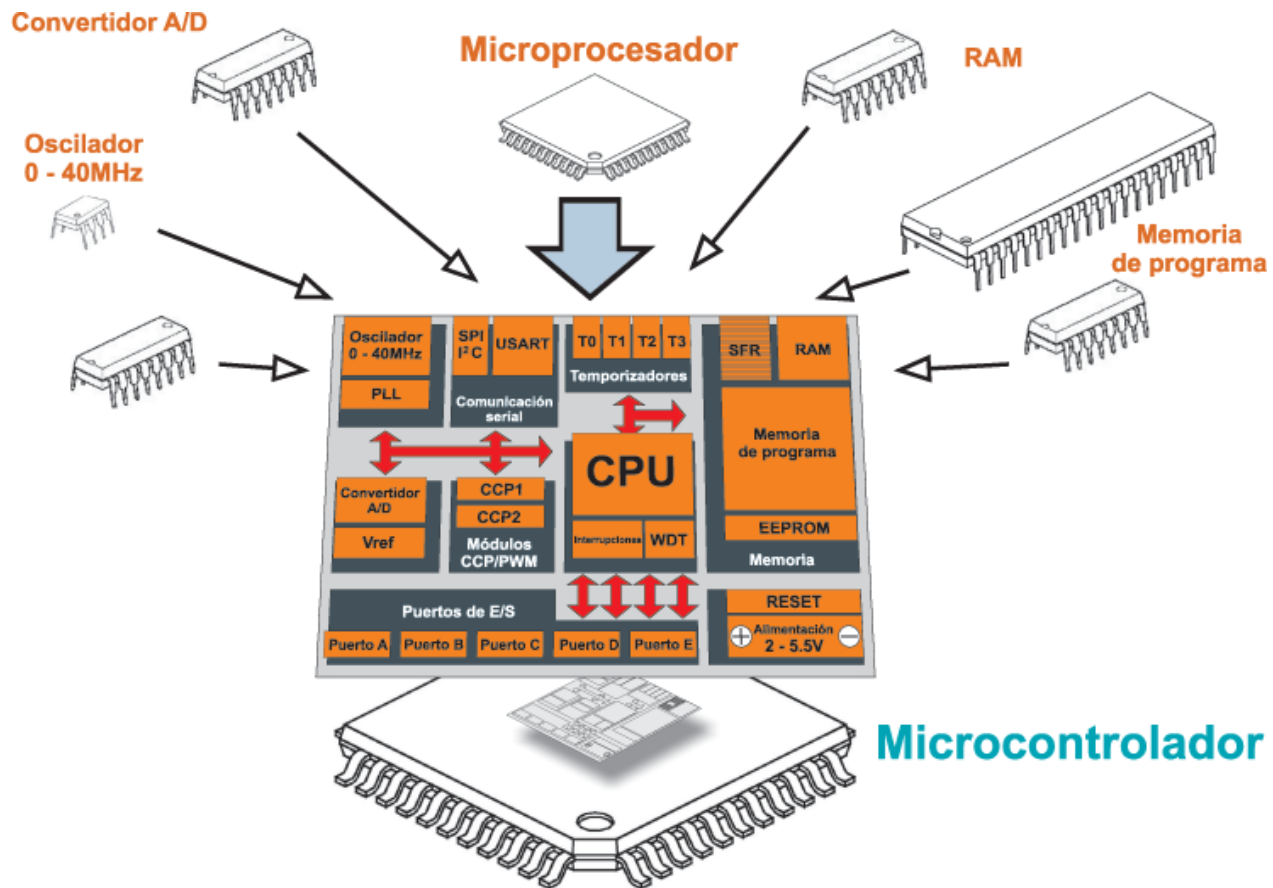 Convertidor A/D
Microprocesador
RAM
Oscilador
0 - 40MHz
Memoria
de programa
Oscilador
0 - 40MHz
PLL
SPI
I²C
USART
Comunicación
serial
T0 T1 T2 T3
Temporizadores
SFR
RAM
Memoria
de programa
EEPROM
Memoria
Convertidor
A/D
Vref
CCP1
CCP2
Módulos
CCP/PWM
CPU
Interrupciones
WDT
Puertos de E/S
Puerto A Puerto B Puerto C Puerto D Puerto E
RESET
+ Alimentación -
2 - 5.5V
Microcontrolador